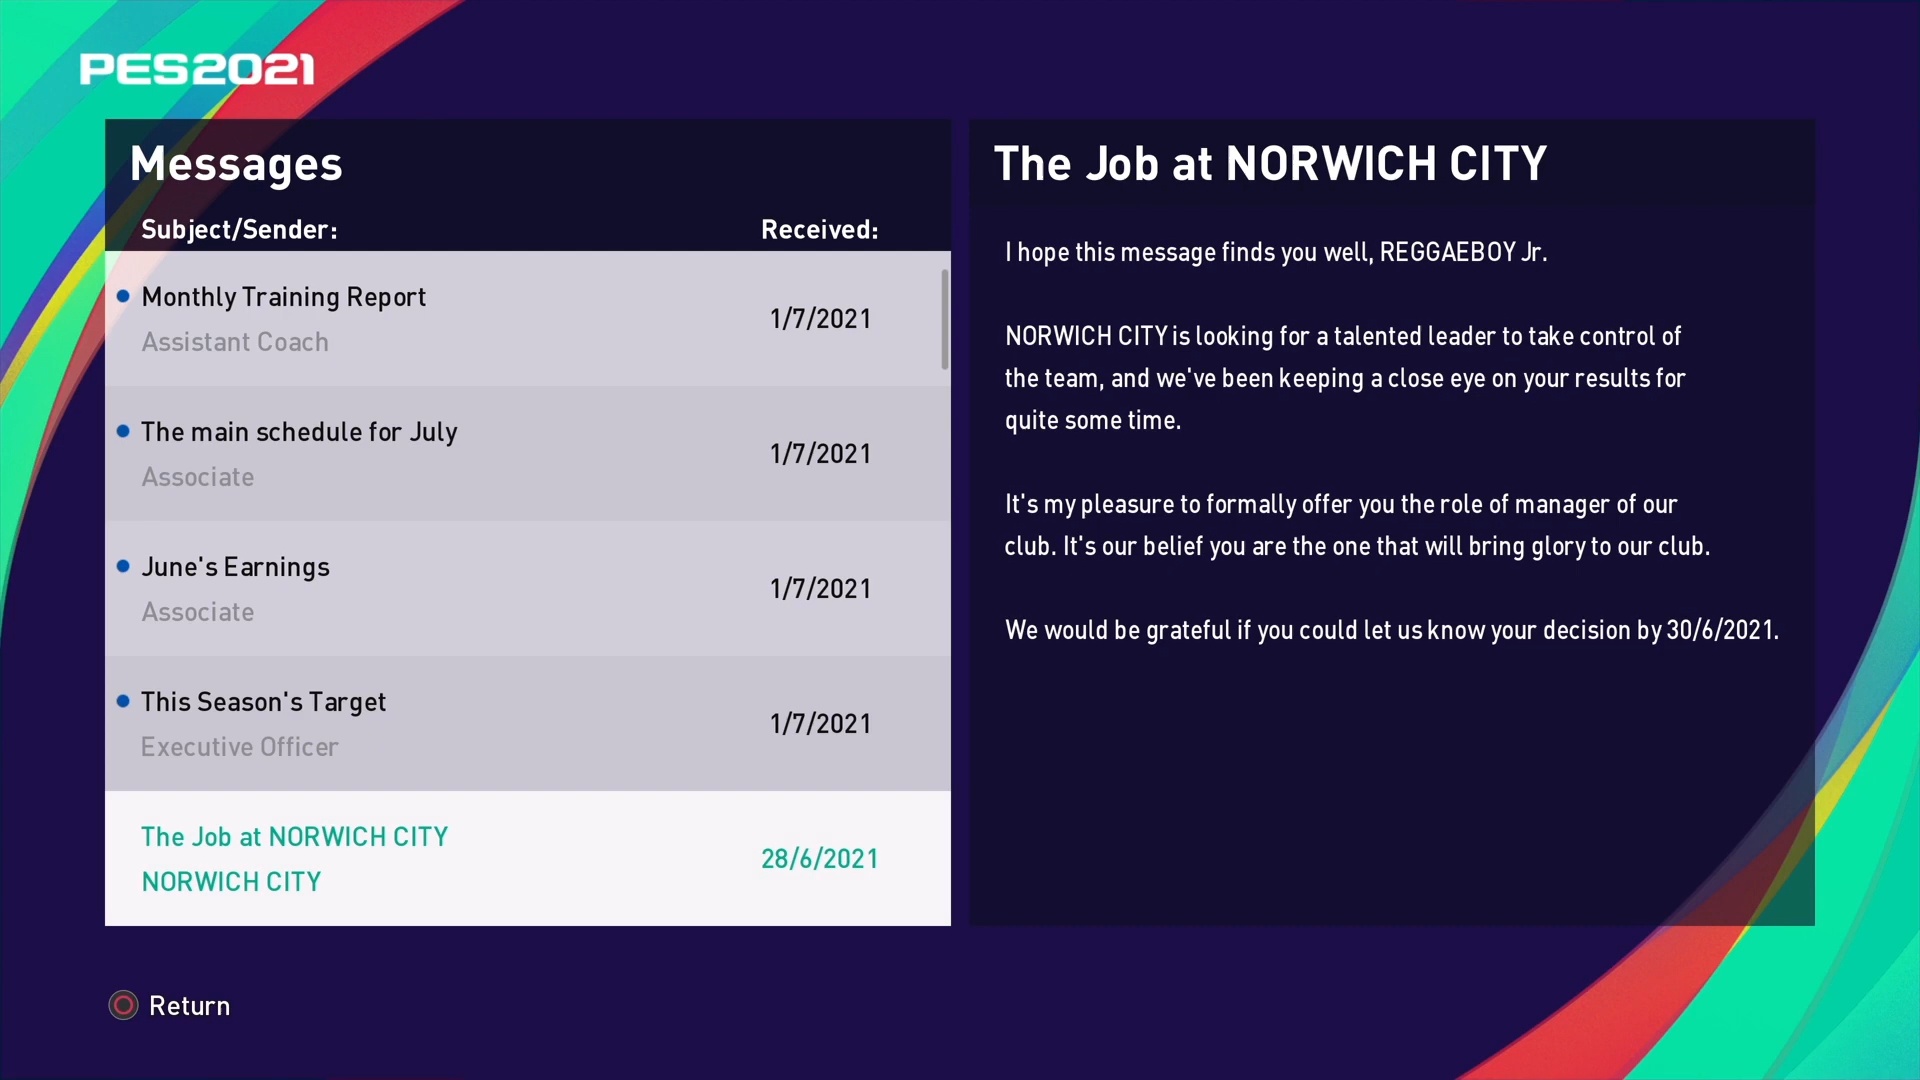 PES2021
Messages
Subject/Sender:
Received:
Monthly Training Report
Assistant Coach
1/7/2021
The main schedule for July
Associate
1/7/2021
June's Earnings
Associate
1/7/2021
This Season's Target
Executive Officer
1/7/2021
The Job at NORWICH CITY
NORWICH CITY
28/6/2021
The Job at NORWICH CITY
I hope this message finds you well, REGGAEBOY Jr.
NORWICH CITY is looking for a talented leader to take control of
the team, and we've been keeping a close eye on your results for
quite some time.
It's my pleasure to formally offer you the role of manager of our
club. It's our belief you are the one that will bring glory to our club.
We would be grateful if you could let us know your decision by 30/6/2021.
Return